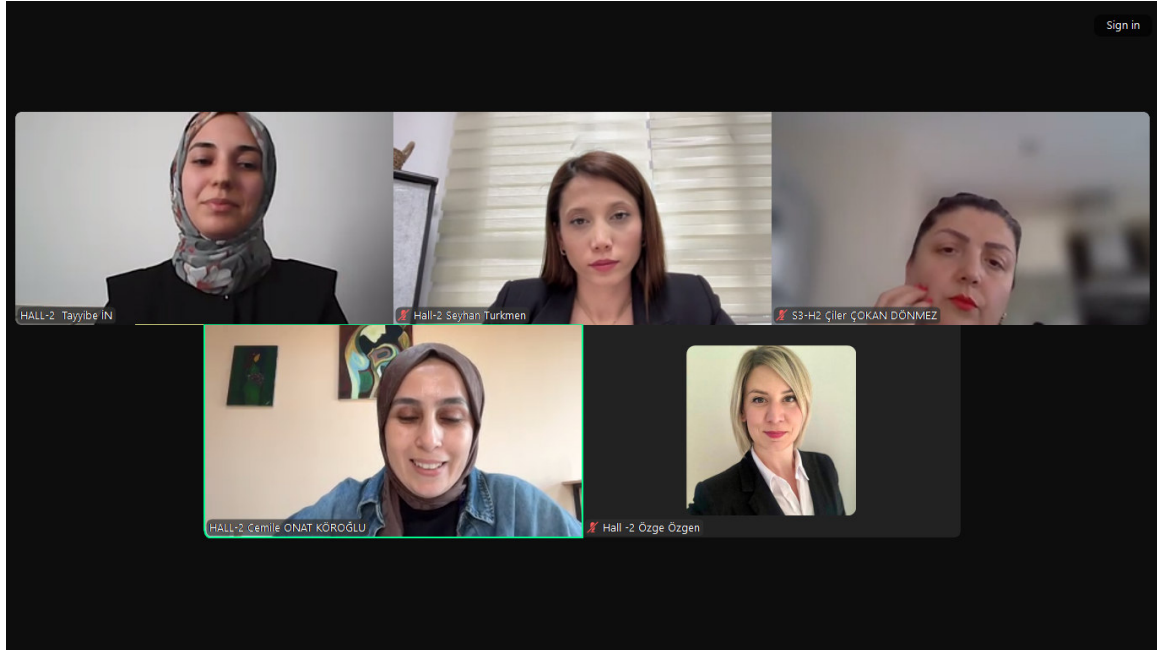 Sign in
HALL-2 Tayyibe İN
Hall-2 Seyhan Turkmen
S3-H2 Çiler ÇOKAN DÖNMEZ
HALL-2 Cemile ONAT KÖROĞLU
Hall -2 Özge Özgen